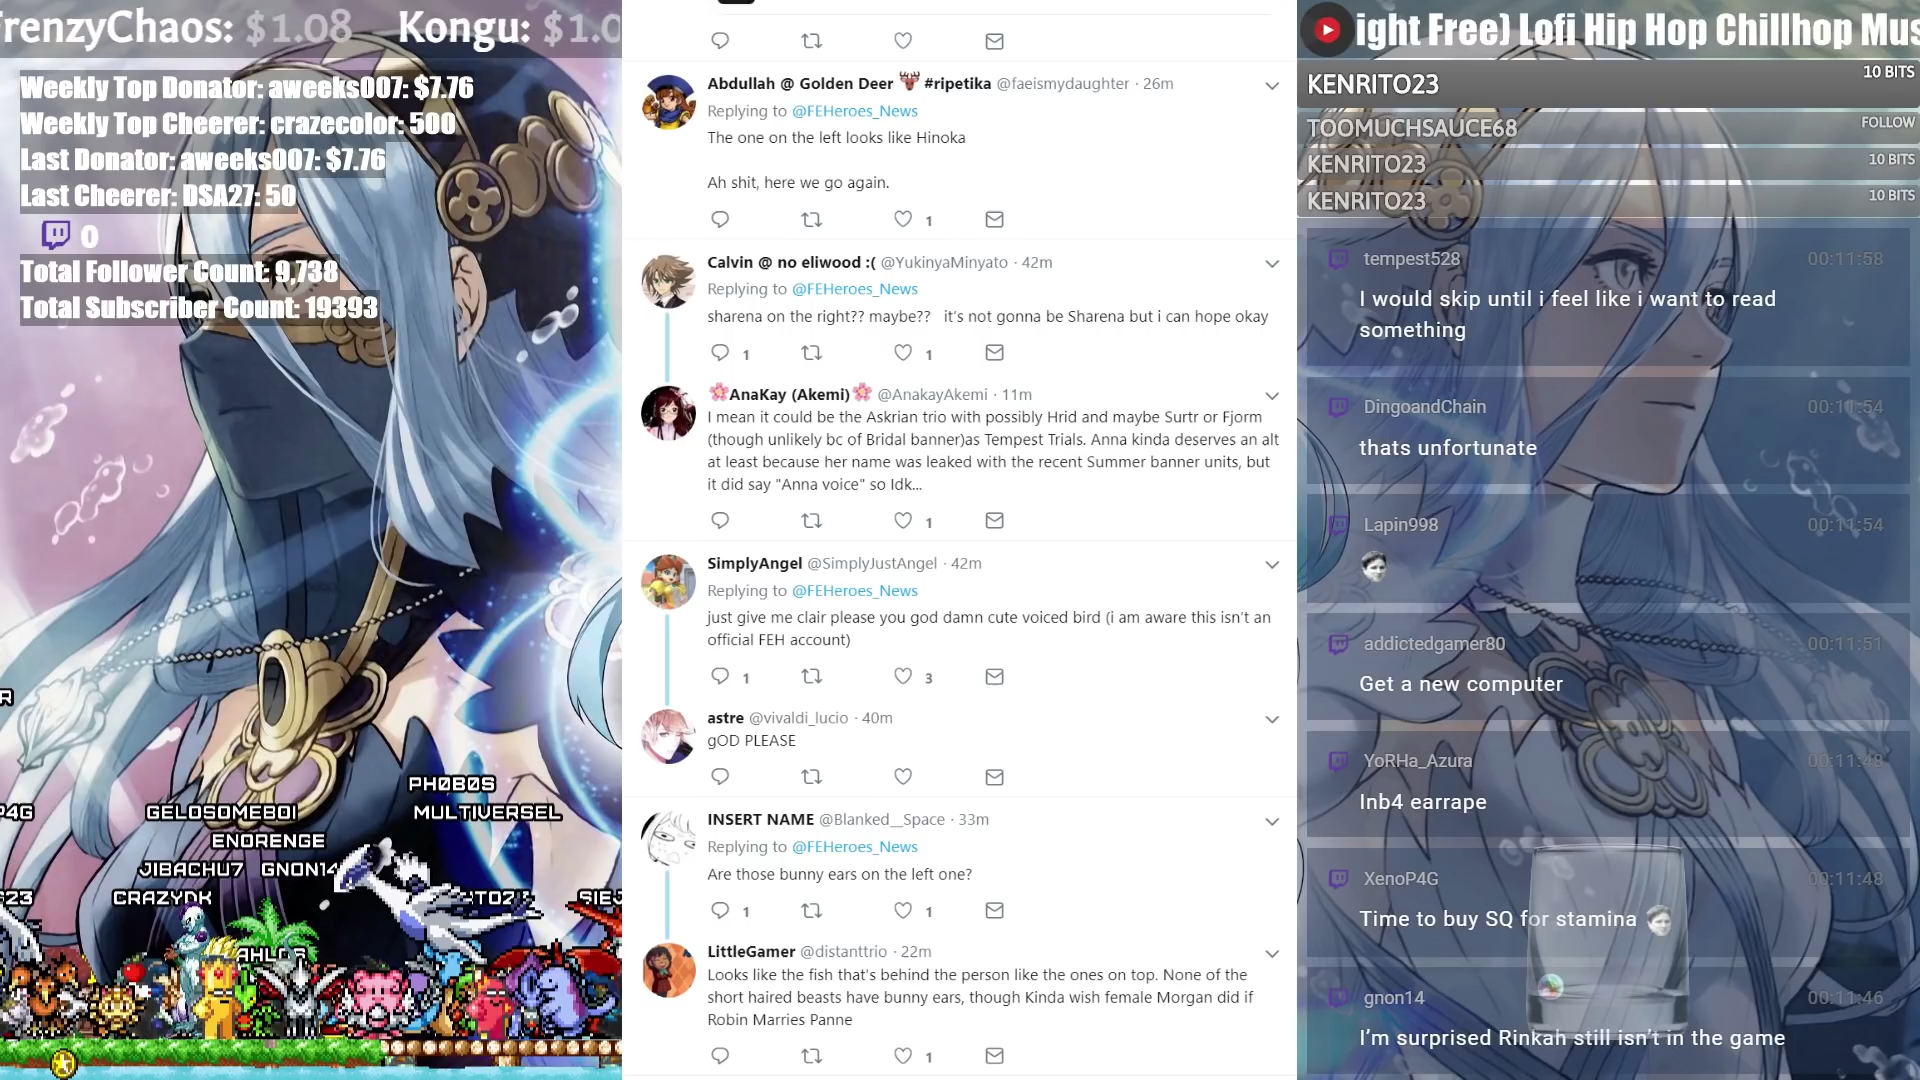 FrenzyChaos: $1.08 Kongu: $1.0
Weekly Top Donator: aweeks007: $7.76
Weekly Top Cheerer: crazecolor: 500
Last Donator: aweeks007: $7.76
Last Cheerer: DSA27: 50
0
Total Follower Count: 9,738
Total Subscriber Count: 19393
R
PH0B0S
P4G
GELOSOMEBOI
MULTIVERSEL
ENORENGE
JIBACHU7
GNON14
CRAZYDK
Abdullah @ Golden Deer #ripetika @faeismydaughter · 26m
Replying to @FEHeroes_News
The one on the left looks like Hinoka
Ah shit, here we go again.
1
Calvin @ no eliwood :( @YukinyaMinyato · 42m
Replying to @FEHeroes_News
sharena on the right?? maybe?? it's not gonna be Sharena but i can hope okay
1 1
🌸AnaKay (Akemi)🌸 @AnakayAkemi · 11m
I mean it could be the Askrian trio with possibly Hrid and maybe Surtr or Fjorm
(though unlikely bc of Bridal banner)as Tempest Trials. Anna kinda deserves an alt
at least because her name was leaked with the recent Summer banner units, but
it did say "Anna voice" so Idk...
1
SimplyAngel @SimplyJustAngel · 42m
Replying to @FEHeroes_News
just give me clair please you god damn cute voiced bird (i am aware this isn't an
official FEH account)
1 3
astre @vivaldi_lucio · 40m
gOD PLEASE
INSERT NAME @Blanked__Space · 33m
Replying to @FEHeroes_News
Are those bunny ears on the left one?
1 1
LittleGamer @distanttrio · 22m
Looks like the fish that's behind the person like the ones on top. None of the
short haired beasts have bunny ears, though Kinda wish female Morgan did if
Robin Marries Panne
1
ight Free) Lofi Hip Hop Chillhop Mus
KENRITO23 10 BITS
TOOMUCHSAUCE68 FOLLOW
KENRITO23 10 BITS
KENRITO23 10 BITS
tempest528 00:11:58
I would skip until i feel like i want to read
something
DingoandChain 00:11:54
thats unfortunate
Lapin998 00:11:54
addictedgamer80 00:11:51
Get a new computer
YoRHa_Azura 00:11:48
Inb4 earrape
XenoP4G 00:11:48
Time to buy SQ for stamina
gnon14 00:11:46
I'm surprised Rinkah still isn't in the game